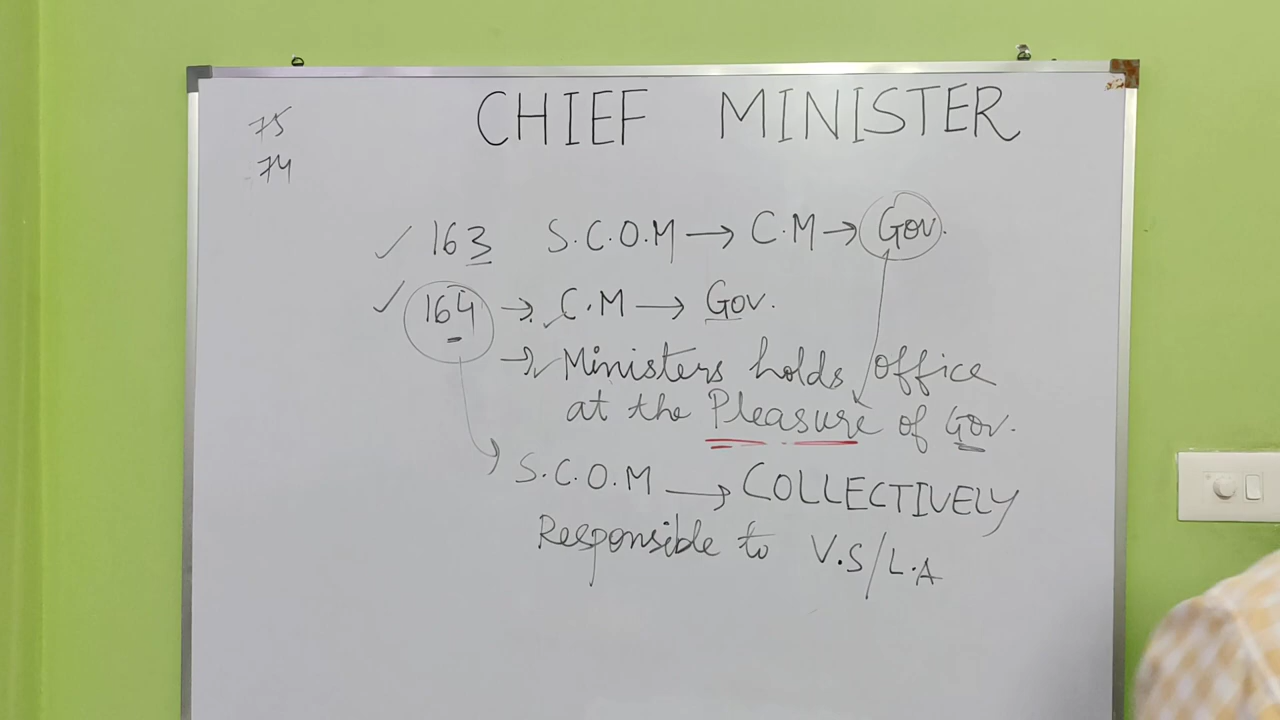 CHIEF MINISTER
75
74
163 S.C.O.M → C.M → Gov.
164 → C.M → Gov.
→ Ministers holds office
at the Pleasure of Gov.
S.C.O.M → COLLECTIVELY
Responsible to V.S/L.A